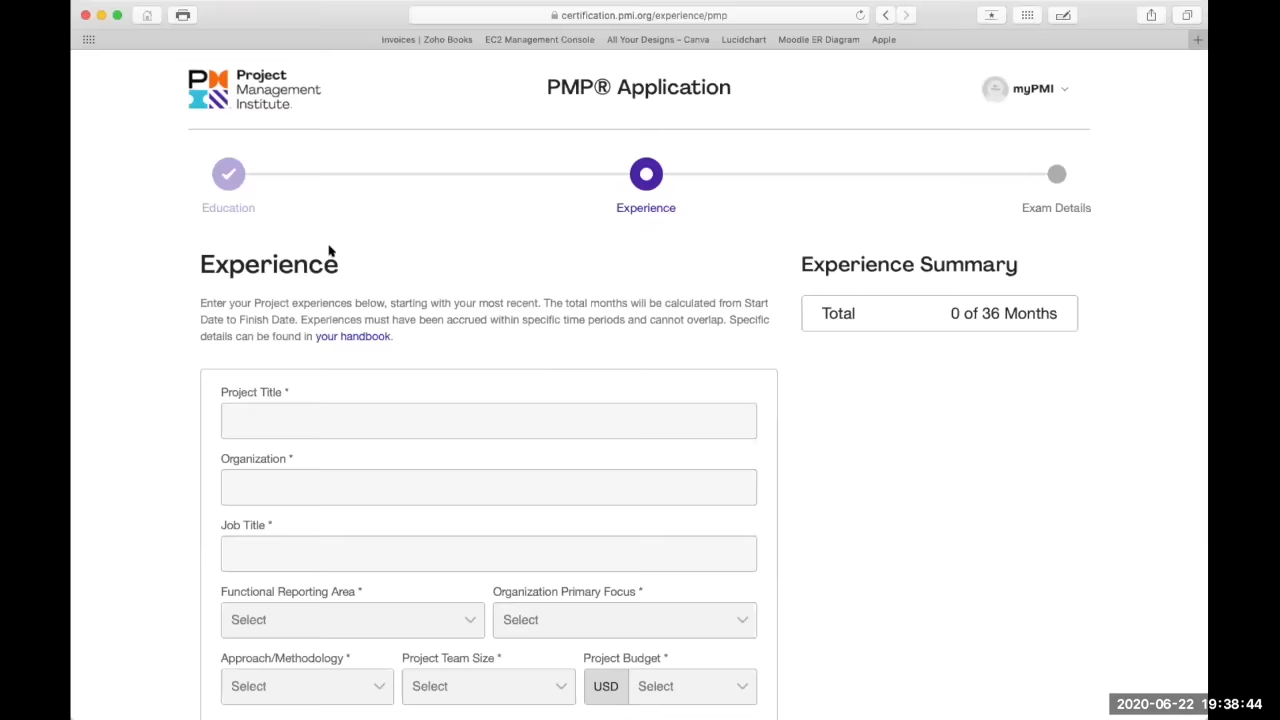 certification.pmi.org/experience/pmp
Invoices | Zoho Books EC2 Management Console All Your Designs – Canva Lucidchart Moodle ER Diagram Apple
Project
Management
Institute.
PMP® Application
myPMI
Education
Experience
Exam Details
Experience
Experience Summary
Enter your Project experiences below, starting with your most recent. The total months will be calculated from Start
Date to Finish Date. Experiences must have been accrued within specific time periods and cannot overlap. Specific
details can be found in your handbook.
Total 0 of 36 Months
Project Title *
Organization *
Job Title *
Functional Reporting Area * Organization Primary Focus *
Select Select
Approach/Methodology * Project Team Size * Project Budget *
Select Select USD Select
2020-06-22 19:38:44